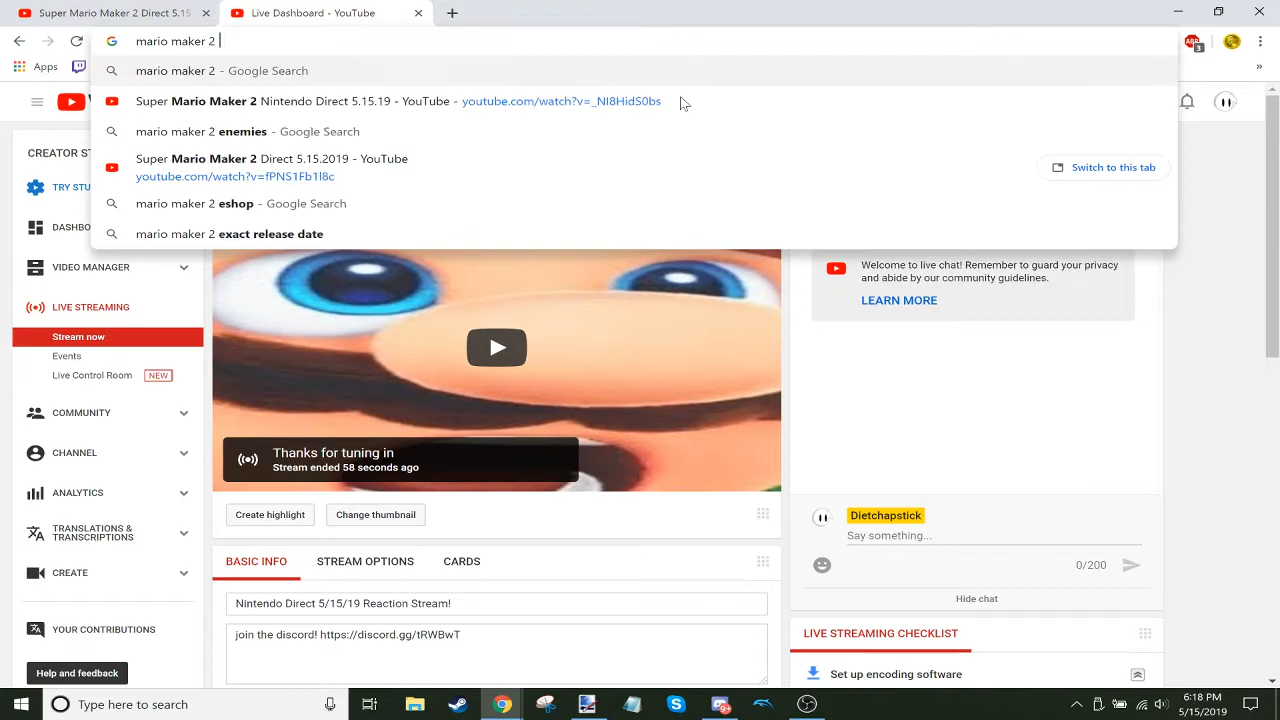 Super Mario Maker 2 Direct 5.15
Live Dashboard - YouTube
mario maker 2
Apps
mario maker 2 - Google Search
Super Mario Maker 2 Nintendo Direct 5.15.19 - YouTube - youtube.com/watch?v=_NI8HidS0bs
mario maker 2 enemies - Google Search
Super Mario Maker 2 Direct 5.15.2019 - YouTube
youtube.com/watch?v=fPNS1Fb1l8c
Switch to this tab
mario maker 2 eshop - Google Search
mario maker 2 exact release date
CREATOR ST
TRY STU
DASHBO
VIDEO MANAGER
LIVE STREAMING
Stream now
Events
Live Control Room NEW
COMMUNITY
CHANNEL
ANALYTICS
TRANSLATIONS &
TRANSCRIPTIONS
CREATE
YOUR CONTRIBUTIONS
Help and feedback
Thanks for tuning in
Stream ended 58 seconds ago
Create highlight
Change thumbnail
BASIC INFO
STREAM OPTIONS
CARDS
Nintendo Direct 5/15/19 Reaction Stream!
join the discord! https://discord.gg/tRWBwT
Welcome to live chat! Remember to guard your privacy
and abide by our community guidelines.
LEARN MORE
Dietchapstick
Say something...
0/200
Hide chat
LIVE STREAMING CHECKLIST
Set up encoding software
Type here to search
6:18 PM
5/15/2019